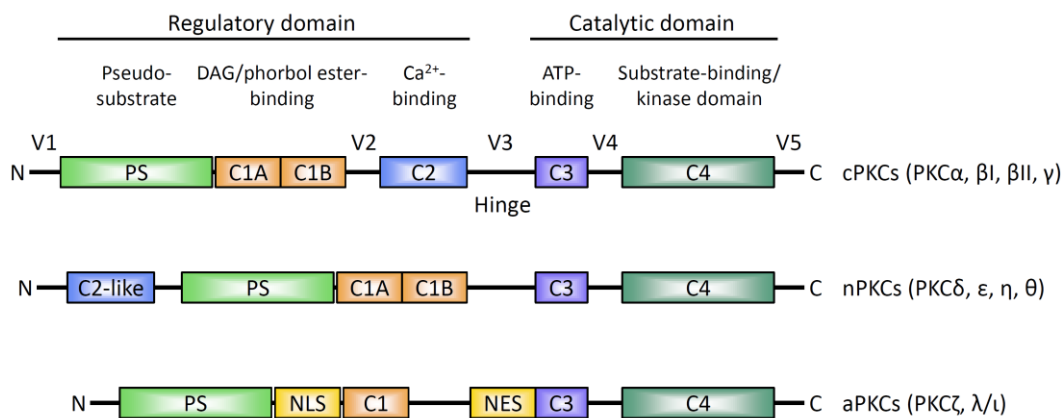 Regulatory domain
Catalytic domain
Pseudo-
substrate
DAG/phorbol ester-
binding
Ca²⁺-
binding
ATP-
binding
Substrate-binding/
kinase domain
V1
V2
V3
V4
V5
N
PS
C1A
C1B
C2
C3
C4
C
cPKCs (PKCα, βI, βII, γ)
Hinge
N
C2-like
PS
C1A
C1B
C3
C4
C
nPKCs (PKCδ, ε, η, θ)
N
PS
NLS
C1
NES
C3
C4
C
aPKCs (PKCζ, λ/ι)